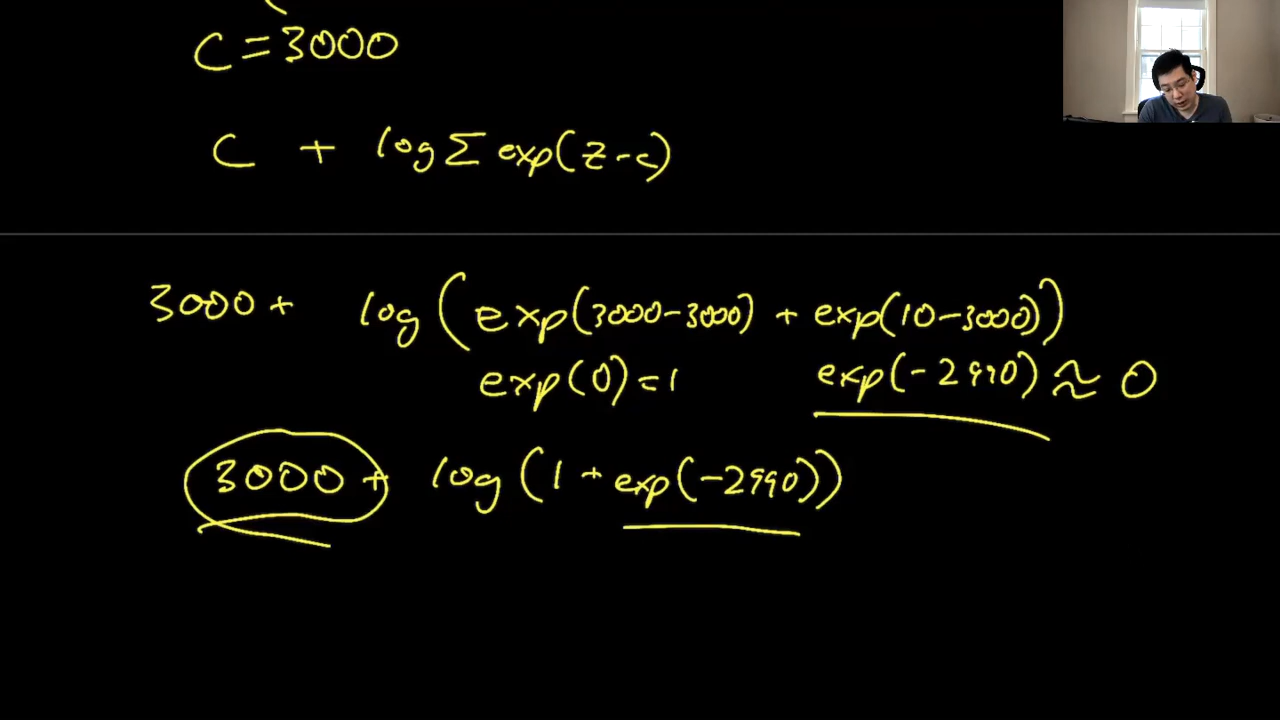 C = 3000
C + log Σ exp(z-c)
3000 + log(exp(3000-3000) + exp(10-3000))
exp(0) = 1 exp(-2990) ≈ 0
3000 + log(1 + exp(-2990))